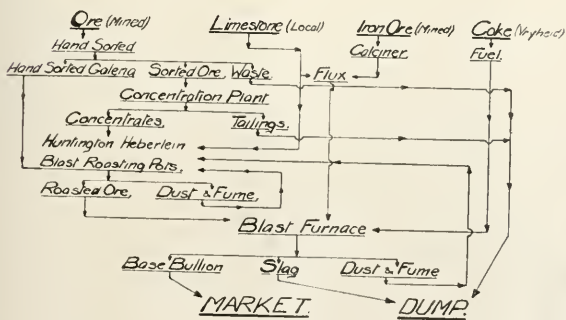 Ore (Mined) Limestone (Local) Iron Ore (Mined) Coke (Vryheid)
Hand Sorted Calciner Fuel.
Hand Sorted Galena Sorted Ore, Waste Flux
Concentration Plant
Concentrates, Tailings,
Huntington Heberlein
Blast Roasting Pots,
Roasted Ore, Dust & Fume,
Blast Furnace
Base Bullion Slag Dust & Fume
MARKET. DUMP.